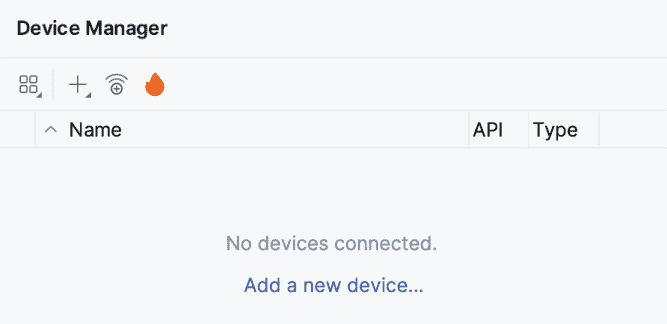 Device Manager
Name API Type
No devices connected.
Add a new device...